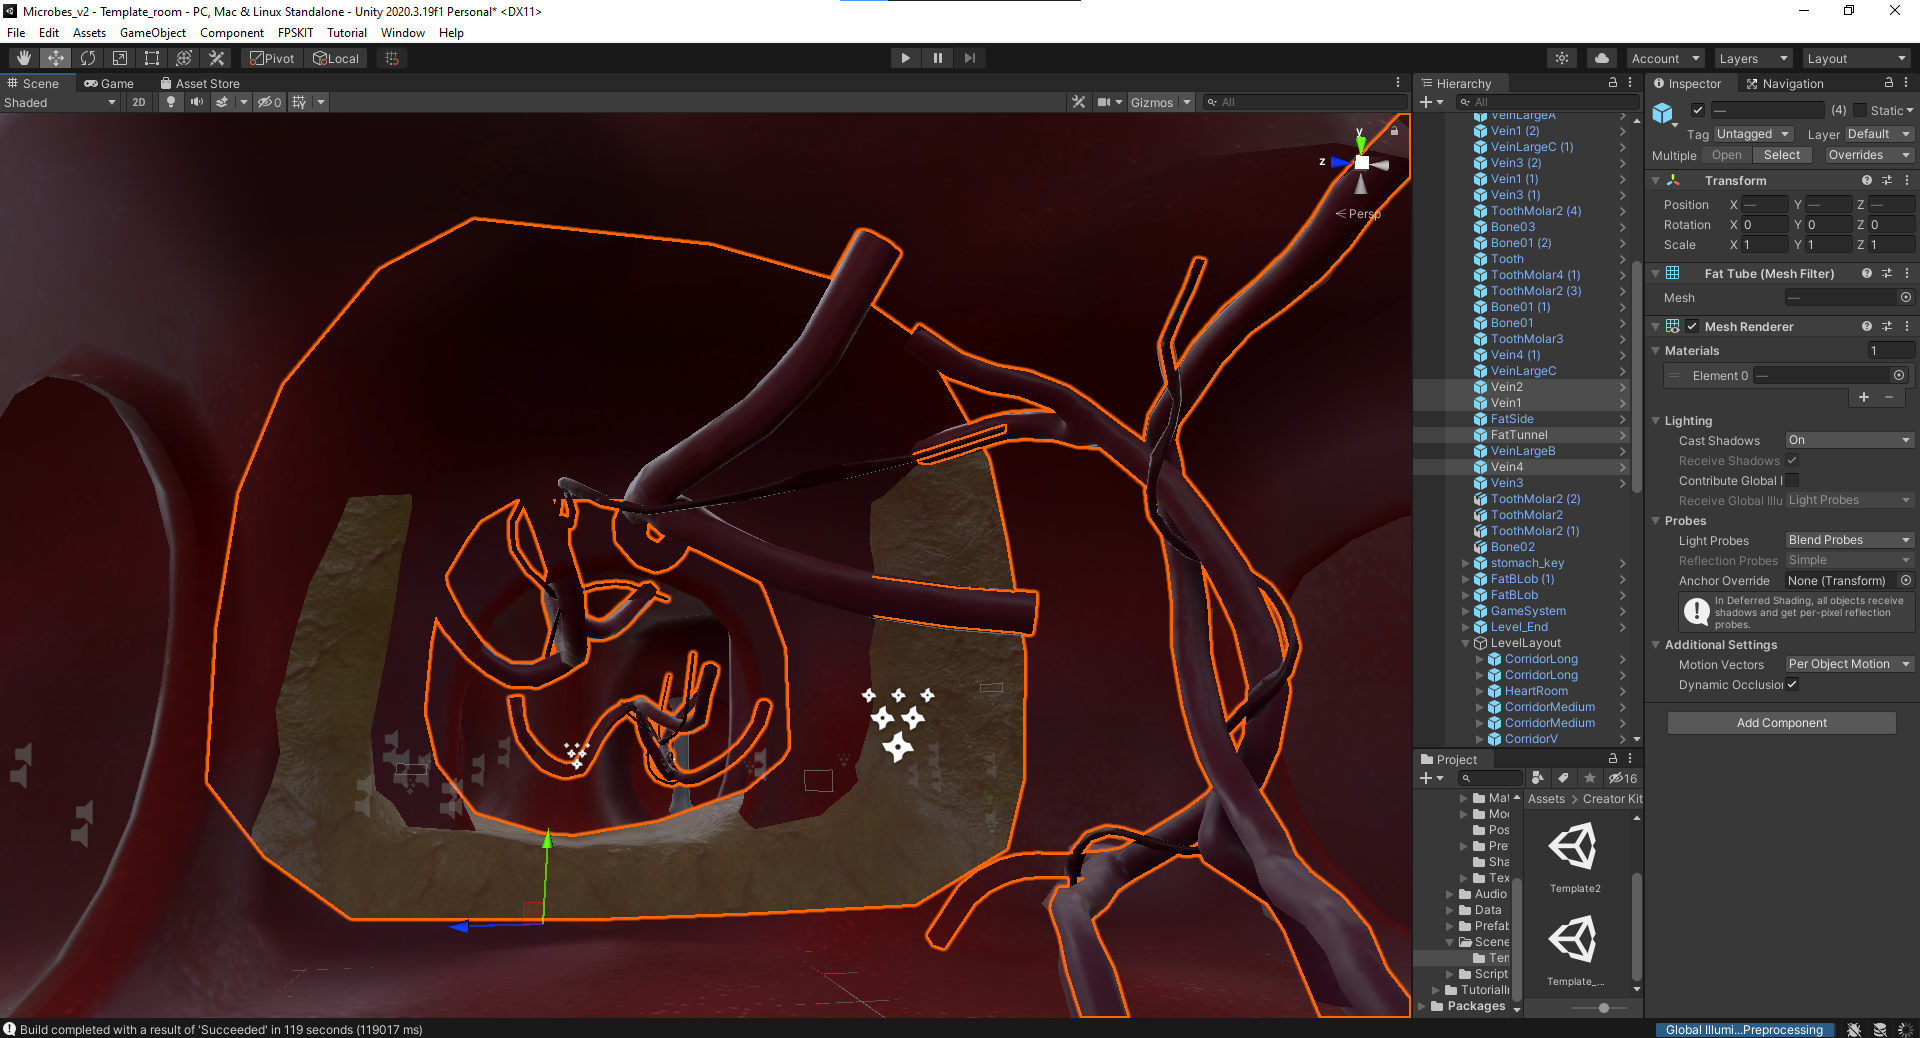 Microbes_v2 - Template_room - PC, Mac & Linux Standalone - Unity 2020.3.19f1 Personal* <DX11>
File Edit Assets GameObject Component FPSKIT Tutorial Window Help
Pivot Local Account Layers Layout
Scene Game Asset Store
Shaded 2D 0 Gizmos All
y
z
Persp
Hierarchy
All
VeinLargeA
Vein1 (2)
VeinLargeC (1)
Vein3 (2)
Vein1 (1)
Vein3 (1)
ToothMolar2 (4)
Bone03
Bone01 (2)
Tooth
ToothMolar4 (1)
ToothMolar2 (3)
Bone01 (1)
Bone01
ToothMolar3
Vein4 (1)
VeinLargeC
Vein2
Vein1
FatSide
FatTunnel
VeinLargeB
Vein4
Vein3
ToothMolar2 (2)
ToothMolar2
ToothMolar2 (1)
Bone02
stomach_key
FatBLob (1)
FatBLob
GameSystem
Level_End
LevelLayout
CorridorLong
CorridorLong
HeartRoom
CorridorMedium
CorridorMedium
CorridorV
Project
16
Mat
Mod
Pos
Pre
Sha
Tex
Audio
Data
Prefab
Scene
Tem
Script
TutorialI
Packages
Assets > Creator Kit
Template2
Template_...
Inspector Navigation
— (4) Static
Tag Untagged Layer Default
Multiple Open Select Overrides
Transform
Position X — Y — Z —
Rotation X 0 Y 0 Z 0
Scale X 1 Y 1 Z 1
Fat Tube (Mesh Filter)
Mesh —
Mesh Renderer
Materials 1
Element 0 —
+ −
Lighting
Cast Shadows On
Receive Shadows
Contribute Global I
Receive Global Illu Light Probes
Probes
Light Probes Blend Probes
Reflection Probes Simple
Anchor Override None (Transform)
In Deferred Shading, all objects receive
shadows and get per-pixel reflection
probes.
Additional Settings
Motion Vectors Per Object Motion
Dynamic Occlusio
Add Component
Build completed with a result of 'Succeeded' in 119 seconds (119017 ms)
Global Illumi...Preprocessing